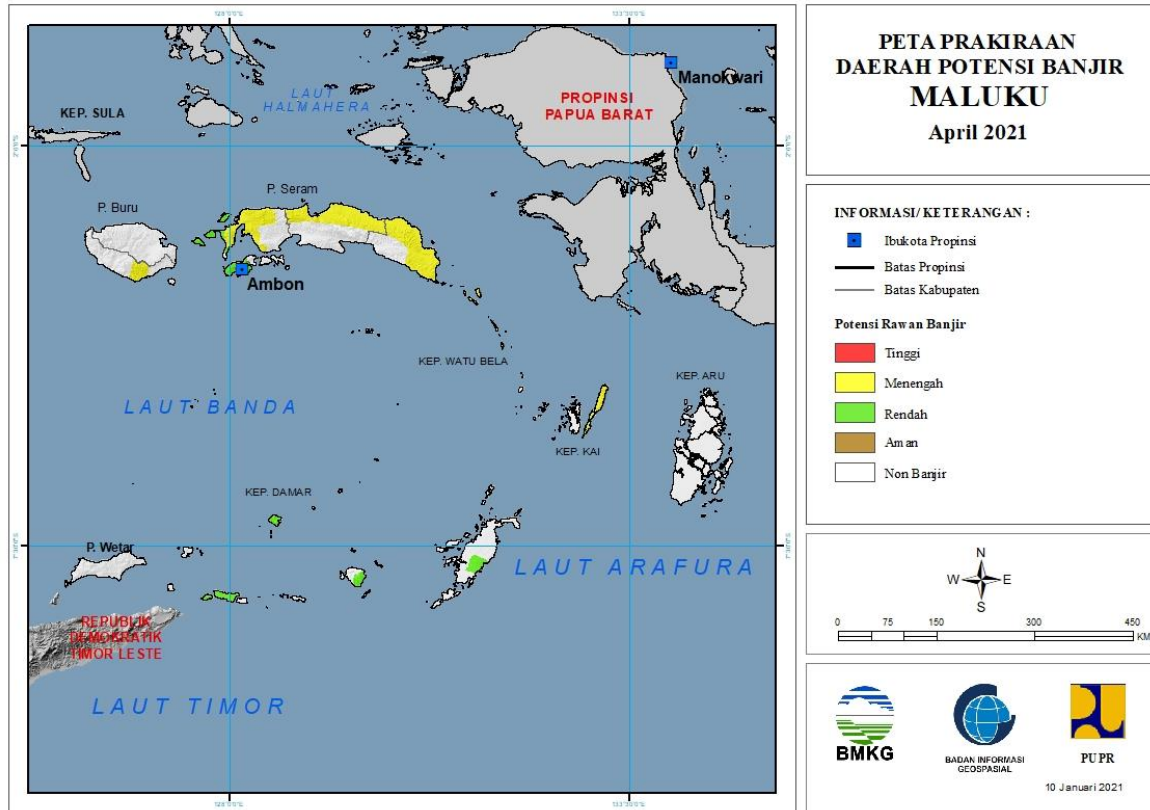 PETA PRAKIRAAN
DAERAH POTENSI BANJIR
MALUKU
April 2021
Manokwari
LAUT
HALMAHERA
PROPINSI
PAPUA BARAT
KEP. SULA
P. Seram
P. Buru
Ambon
KEP. WATU BELA
KEP. ARU
LAUT BANDA
KEP. KAI
KEP. DAMAR
P. Wetar
LAUT ARAFURA
REPUBLIK
DEMOKRATIK
TIMOR LESTE
LAUT TIMOR
INFORMASI/ KETERANGAN :
Ibukota Propinsi
Batas Propinsi
Batas Kabupaten
Potensi Rawan Banjir
Tinggi
Menengah
Rendah
Aman
Non Banjir
N
W E
S
0 75 150 300 450
KM
BMKG
BADAN INFORMASI
GEOSPASIAL
PUPR
10 Januari 2021